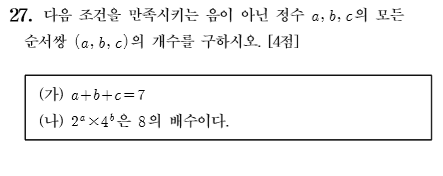 27. 다음 조건을 만족시키는 음이 아닌 정수 a, b, c의 모든
순서쌍 (a, b, c)의 개수를 구하시오. [4점]
(가) a+b+c=7
(나) 2ᵃ×4ᵇ은 8의 배수이다.